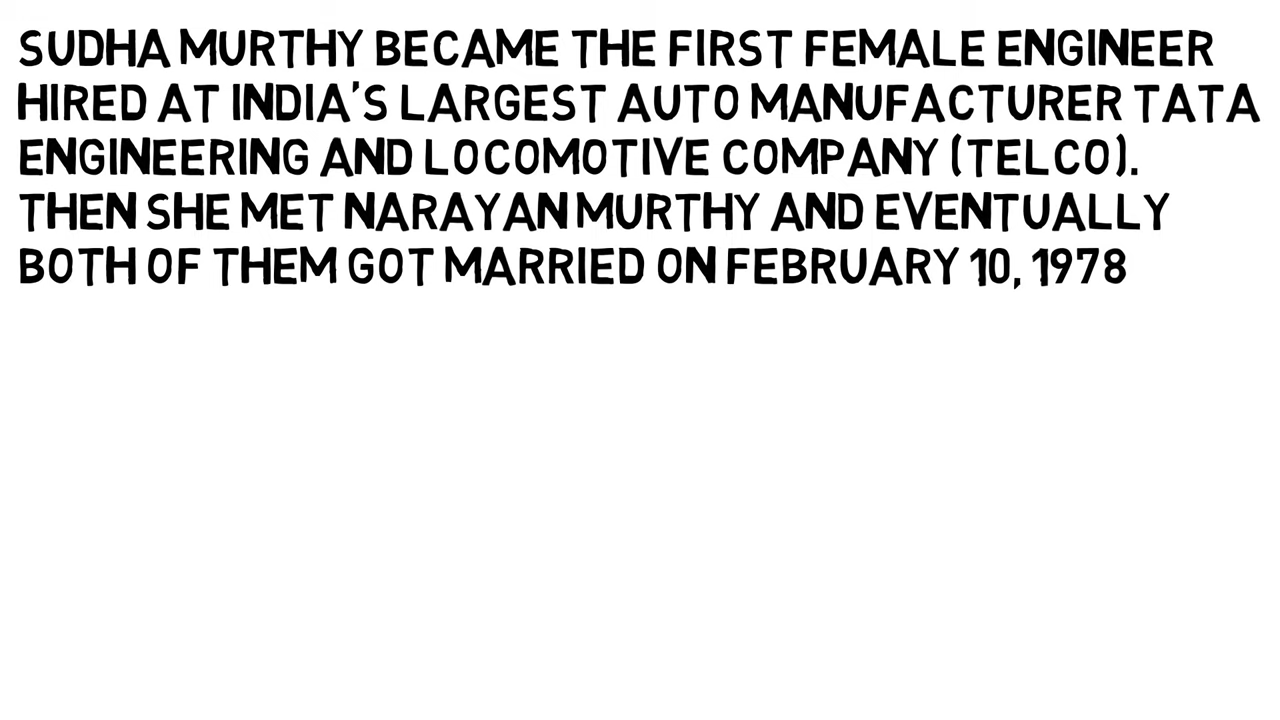 SUDHA MURTHY BECAME THE FIRST FEMALE ENGINEER
HIRED AT INDIA'S LARGEST AUTO MANUFACTURER TATA
ENGINEERING AND LOCOMOTIVE COMPANY (TELCO).
THEN SHE MET NARAYAN MURTHY AND EVENTUALLY
BOTH OF THEM GOT MARRIED ON FEBRUARY 10, 1978